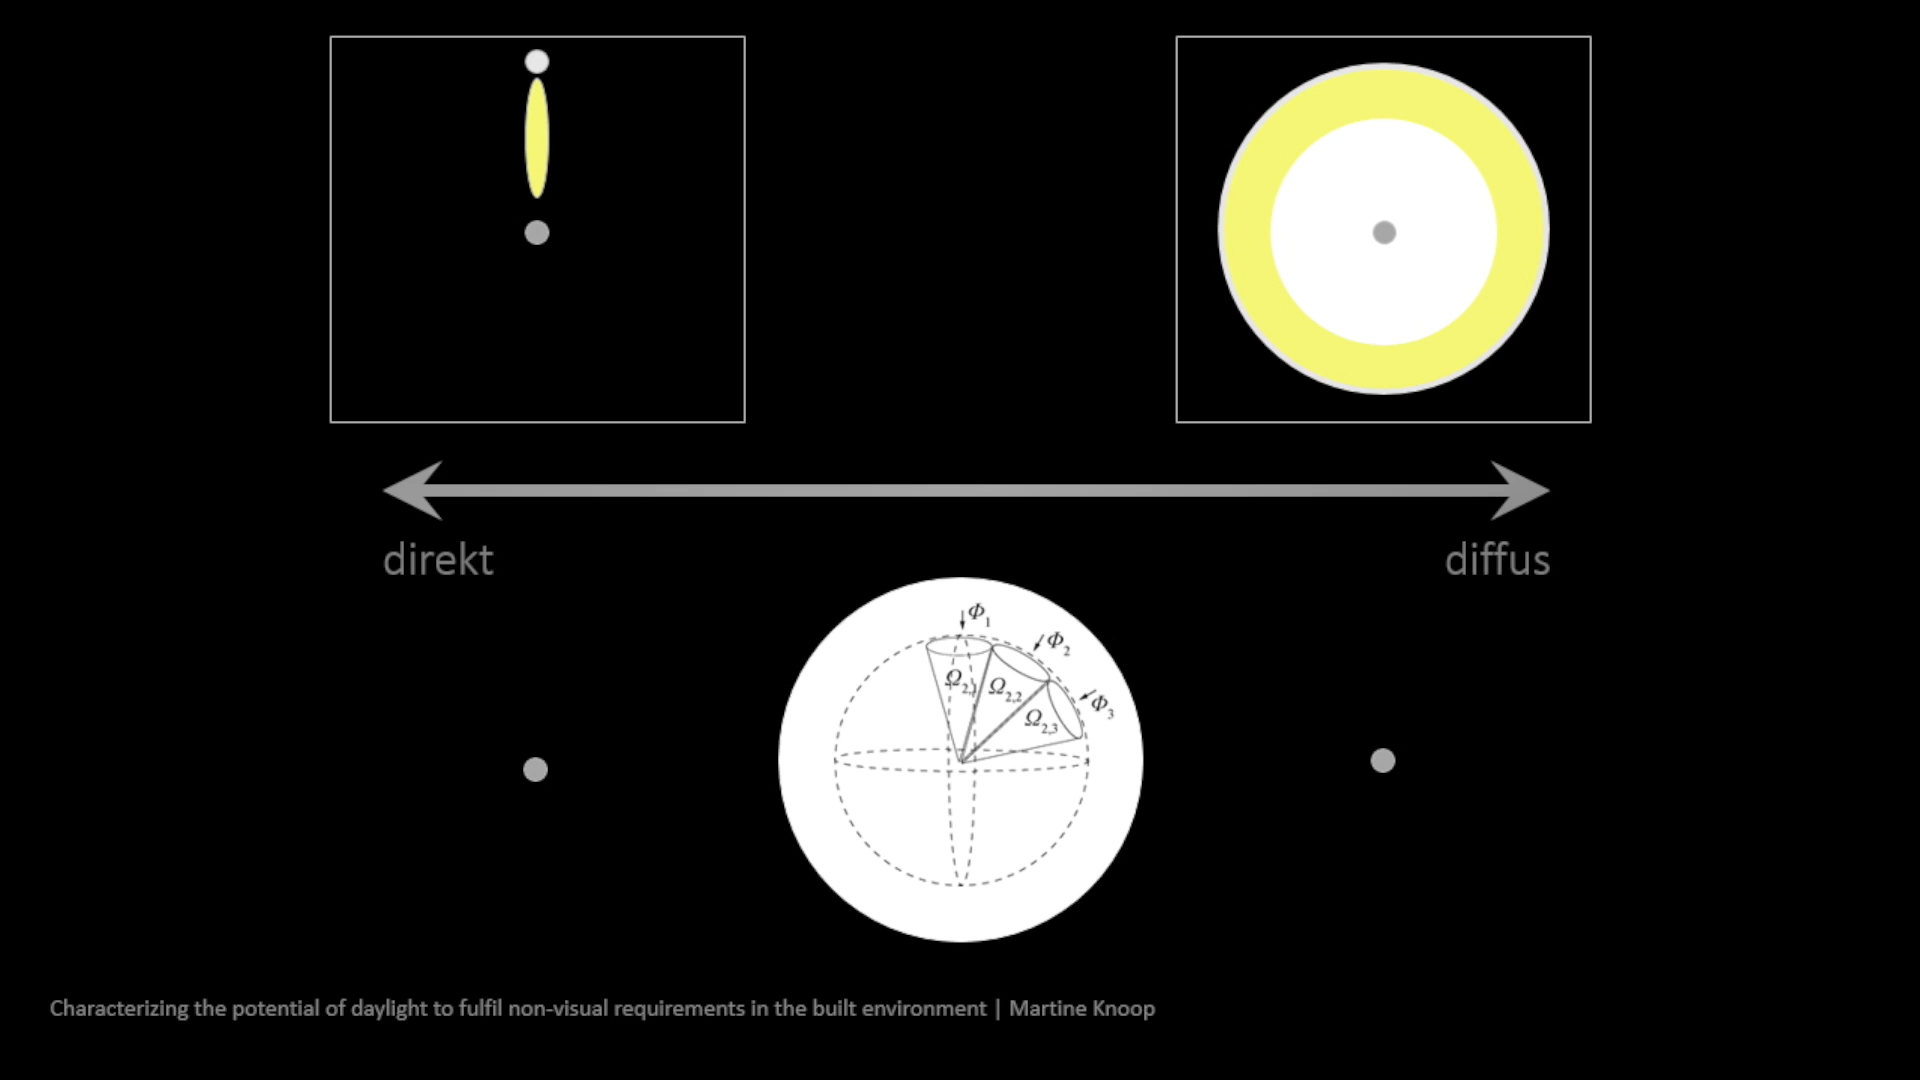 direkt
diffus
Φ1
Φ2
Φ3
Ω2,1
Ω2,2
Ω2,3
Characterizing the potential of daylight to fulfil non-visual requirements in the built environment | Martine Knoop